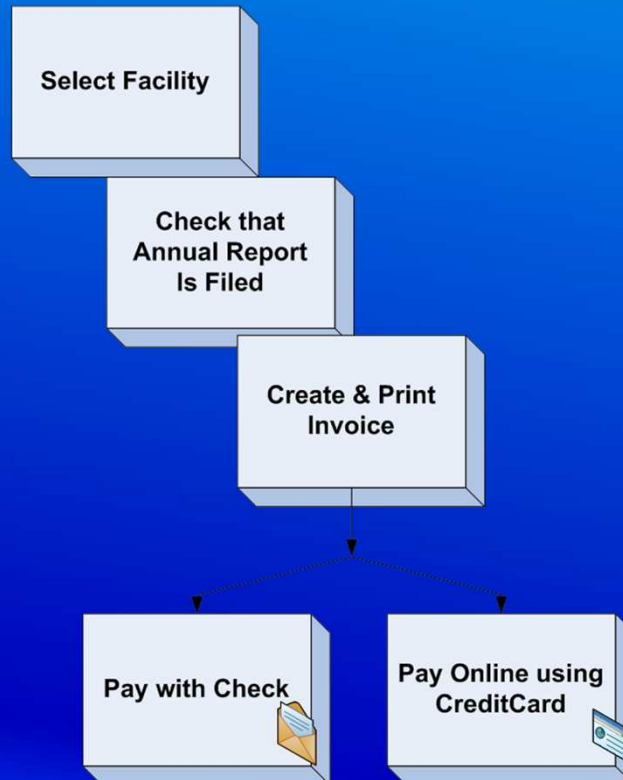 Select Facility
Check that
Annual Report
Is Filed
Create & Print
Invoice
Pay with Check
Pay Online using
CreditCard